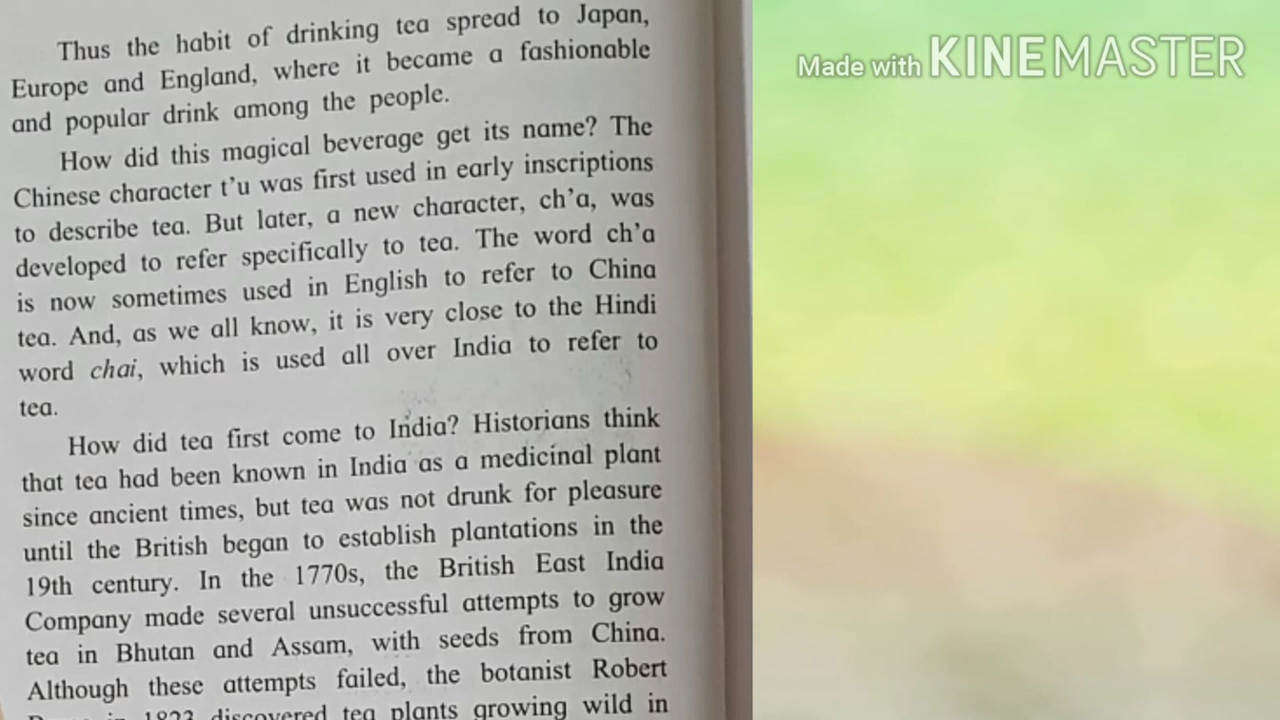 Thus the habit of drinking tea spread to Japan,
Europe and England, where it became a fashionable
and popular drink among the people.
How did this magical beverage get its name? The
Chinese character t'u was first used in early inscriptions
to describe tea. But later, a new character, ch'a, was
developed to refer specifically to tea. The word ch'a
is now sometimes used in English to refer to China
tea. And, as we all know, it is very close to the Hindi
word chai, which is used all over India to refer to
tea.
How did tea first come to India? Historians think
that tea had been known in India as a medicinal plant
since ancient times, but tea was not drunk for pleasure
until the British began to establish plantations in the
19th century. In the 1770s, the British East India
Company made several unsuccessful attempts to grow
tea in Bhutan and Assam, with seeds from China.
Although these attempts failed, the botanist Robert
in 1823 discovered tea plants growing wild in
Made with KINEMASTER